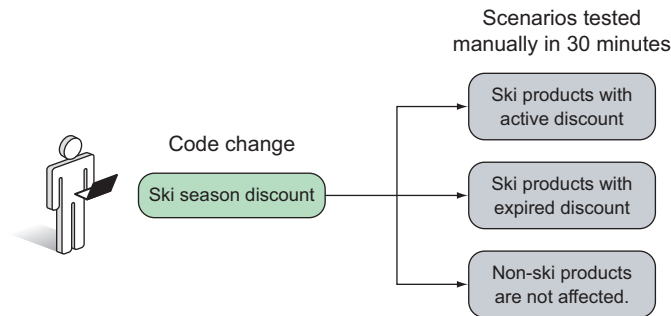 Scenarios tested
manually in 30 minutes
Ski products with
active discount
Code change
Ski season discount
Ski products with
expired discount
Non-ski products
are not affected.